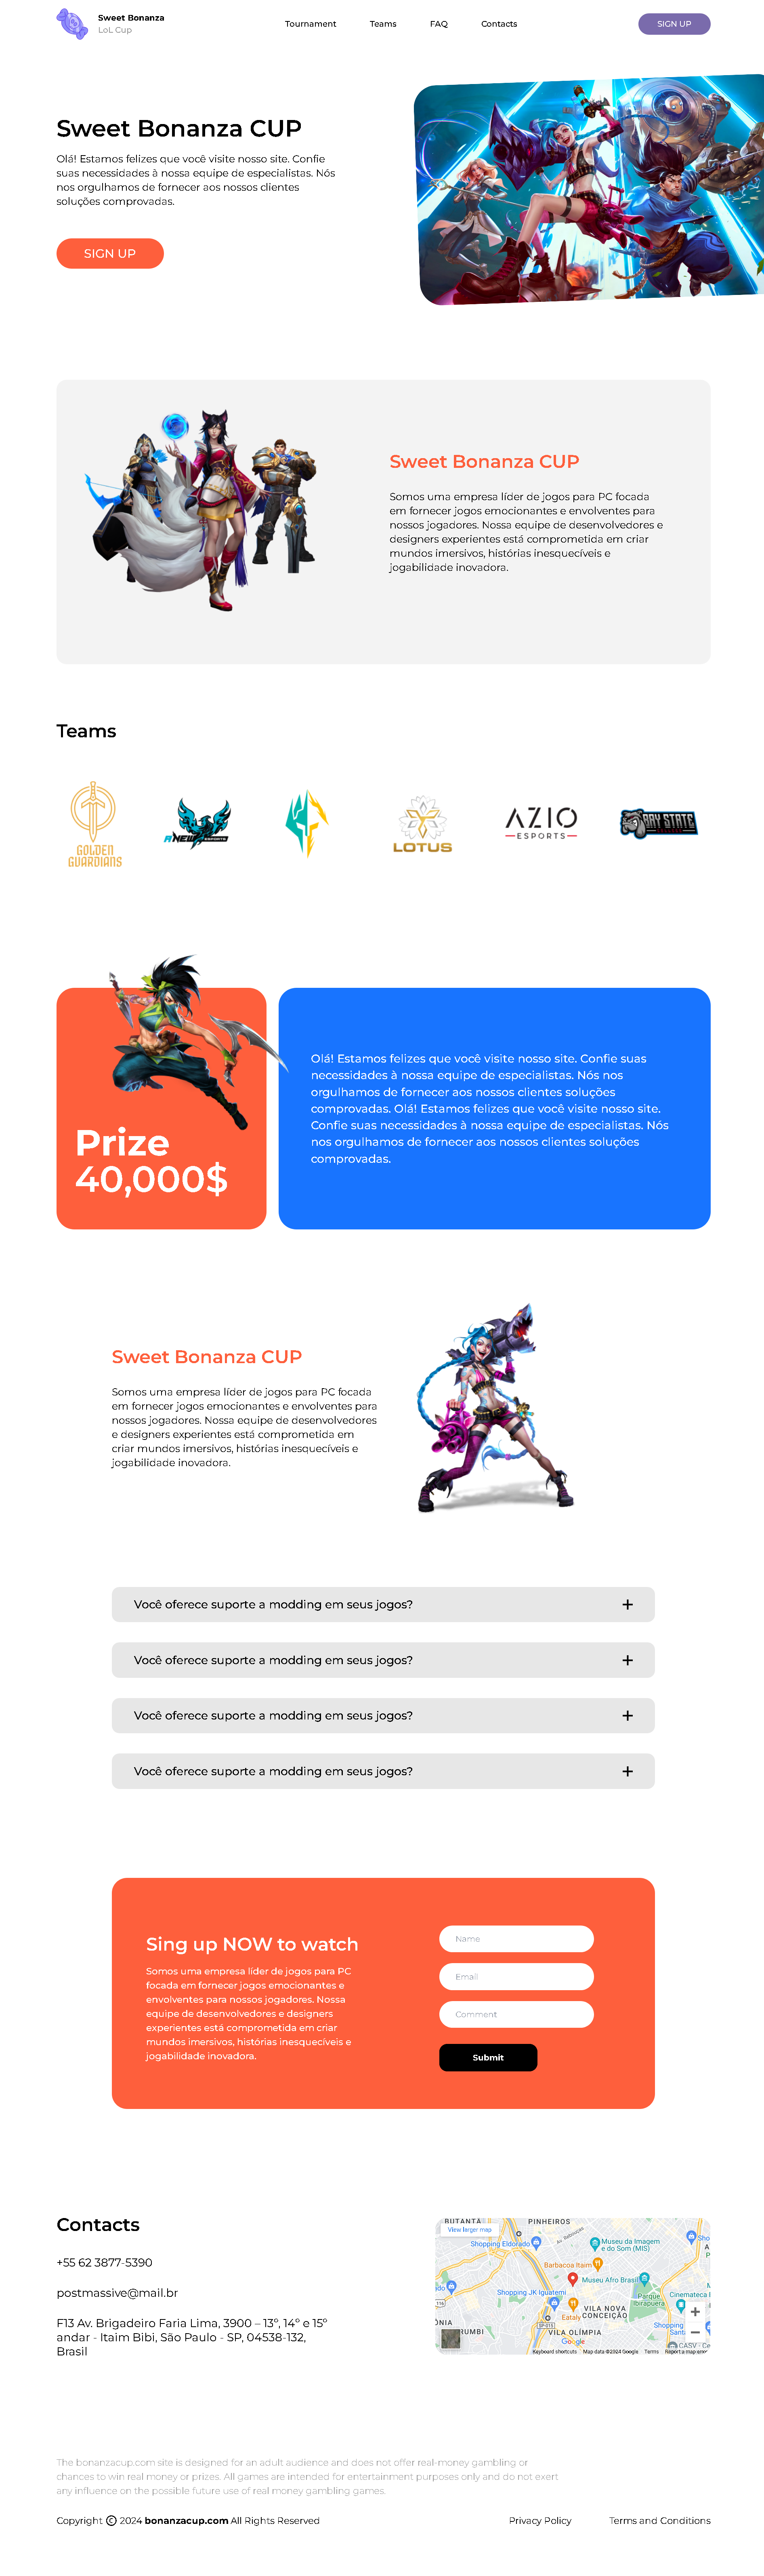 Sweet Bonanza
LoL Cup
Tournament
Teams
FAQ
Contacts
SIGN UP
Sweet Bonanza CUP
Olá! Estamos felizes que você visite nosso site. Confie
suas necessidades à nossa equipe de especialistas. Nós
nos orgulhamos de fornecer aos nossos clientes
soluções comprovadas.
SIGN UP
Sweet Bonanza CUP
Somos uma empresa líder de jogos para PC focada
em fornecer jogos emocionantes e envolventes para
nossos jogadores. Nossa equipe de desenvolvedores e
designers experientes está comprometida em criar
mundos imersivos, histórias inesquecíveis e
jogabilidade inovadora.
Teams
GOLDEN
GUARDIANS
ANEW
ESPORTS
LOTUS
AZIO
ESPORTS
BAY STATE
Prize
40,000$
Olá! Estamos felizes que você visite nosso site. Confie suas
necessidades à nossa equipe de especialistas. Nós nos
orgulhamos de fornecer aos nossos clientes soluções
comprovadas. Olá! Estamos felizes que você visite nosso site.
Confie suas necessidades à nossa equipe de especialistas. Nós
nos orgulhamos de fornecer aos nossos clientes soluções
comprovadas.
Sweet Bonanza CUP
Somos uma empresa líder de jogos para PC focada
em fornecer jogos emocionantes e envolventes para
nossos jogadores. Nossa equipe de desenvolvedores
e designers experientes está comprometida em
criar mundos imersivos, histórias inesquecíveis e
jogabilidade inovadora.
Você oferece suporte a modding em seus jogos?
Você oferece suporte a modding em seus jogos?
Você oferece suporte a modding em seus jogos?
Você oferece suporte a modding em seus jogos?
Sing up NOW to watch
Somos uma empresa líder de jogos para PC
focada em fornecer jogos emocionantes e
envolventes para nossos jogadores. Nossa
equipe de desenvolvedores e designers
experientes está comprometida em criar
mundos imersivos, histórias inesquecíveis e
jogabilidade inovadora.
Name
Email
Comment
Submit
Contacts
+55 62 3877-5390
postmassive@mail.br
F13 Av. Brigadeiro Faria Lima, 3900 – 13º, 14º e 15º
andar - Itaim Bibi, São Paulo - SP, 04538-132,
Brasil
BUTANTÃ
PINHEIROS
View larger map
Shopping Eldorado
Museu da Imagem
e do Som (MIS)
Sho
Barbacoa Itaim
Museu Afro Brasil
Shopping JK Iguatemi
Parque
Ibirapuera
Cinemateca
VILA NOVA
CONCEIÇÃO
Eataly
SP-015
VILA OLÍMPIA
Google
Keyboard shortcuts
Map data ©2024 Google
Terms
The bonanzacup.com site is designed for an adult audience and does not offer real-money gambling or
chances to win real money or prizes. All games are intended for entertainment purposes only and do not exert
any influence on the possible future use of real money gambling games.
Copyright © 2024 bonanzacup.com All Rights Reserved
Privacy Policy
Terms and Conditions